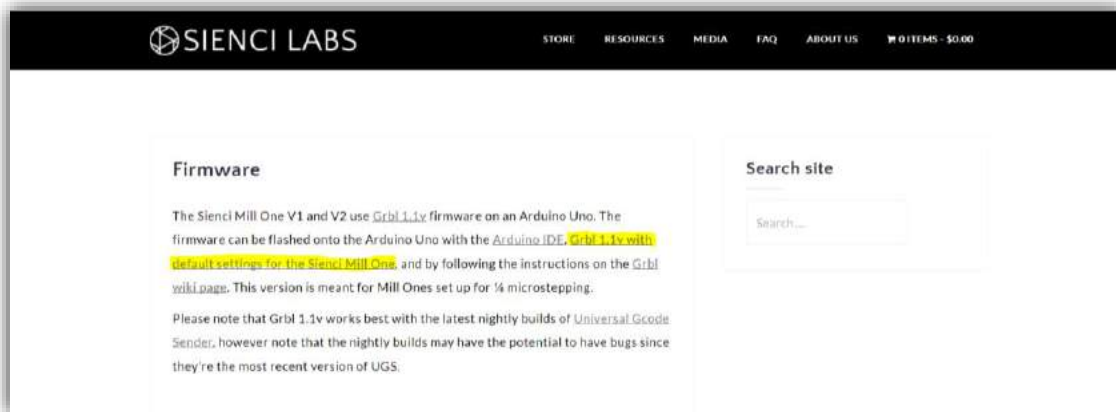 SIENCI LABS
STORE RESOURCES MEDIA FAQ ABOUT US 0 ITEMS - $0.00
Firmware
The Sienci Mill One V1 and V2 use Grbl 1.1v firmware on an Arduino Uno. The
firmware can be flashed onto the Arduino Uno with the Arduino IDE, Grbl 1.1v with
default settings for the Sienci Mill One, and by following the instructions on the Grbl
wiki page. This version is meant for Mill Ones set up for ¼ microstepping.
Please note that Grbl 1.1v works best with the latest nightly builds of Universal Gcode
Sender, however note that the nightly builds may have the potential to have bugs since
they're the most recent version of UGS.
Search site
Search ...